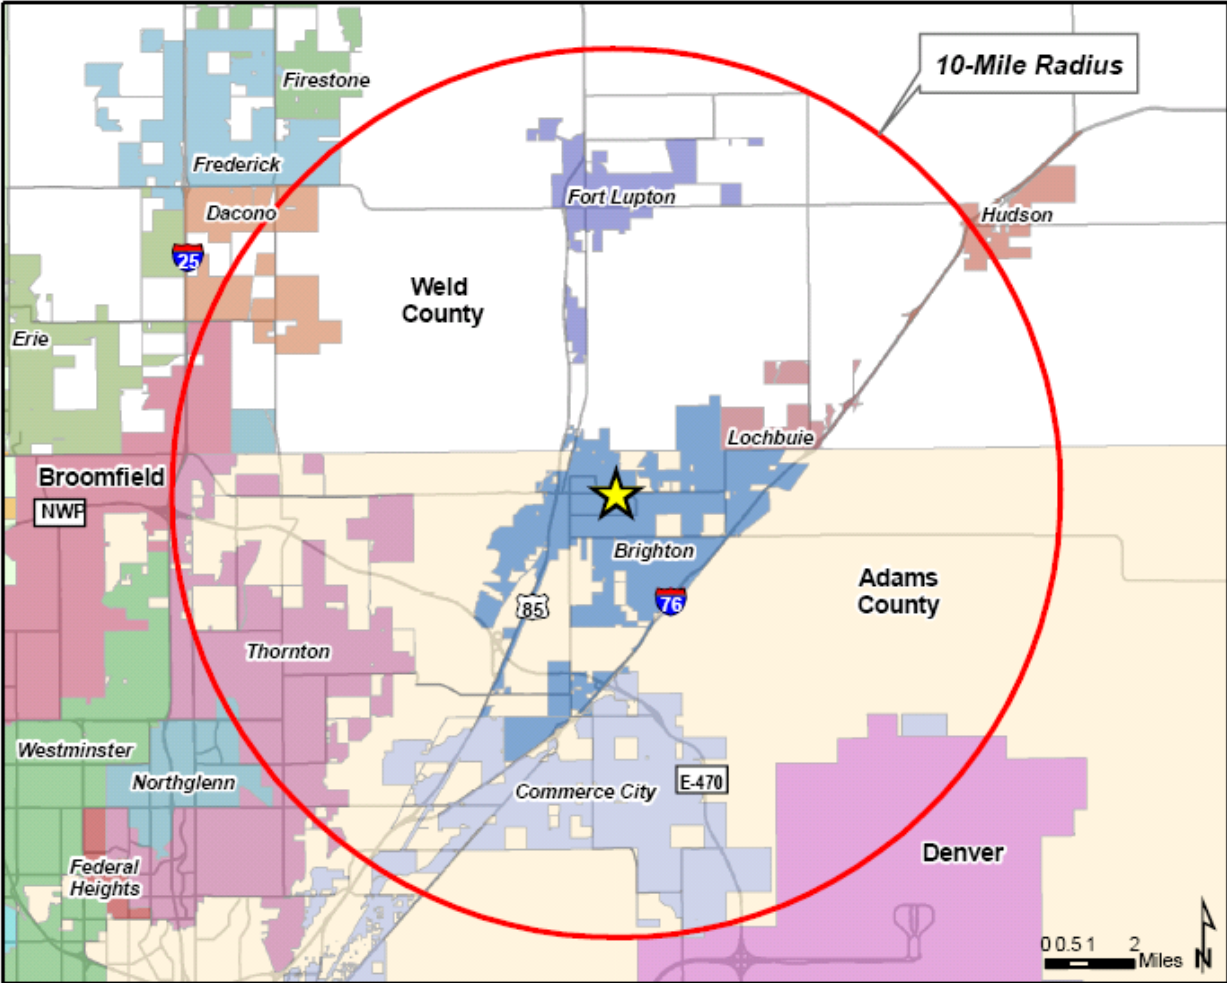 10-Mile Radius
Firestone
Frederick
Dacono
Fort Lupton
Hudson
25
Weld
County
Erie
Lochbuie
Broomfield
NWP
Brighton
Adams
County
85
76
Thornton
Westminster
Northglenn
Commerce City
E-470
Federal
Heights
Denver
0 0.5 1 2
Miles
N